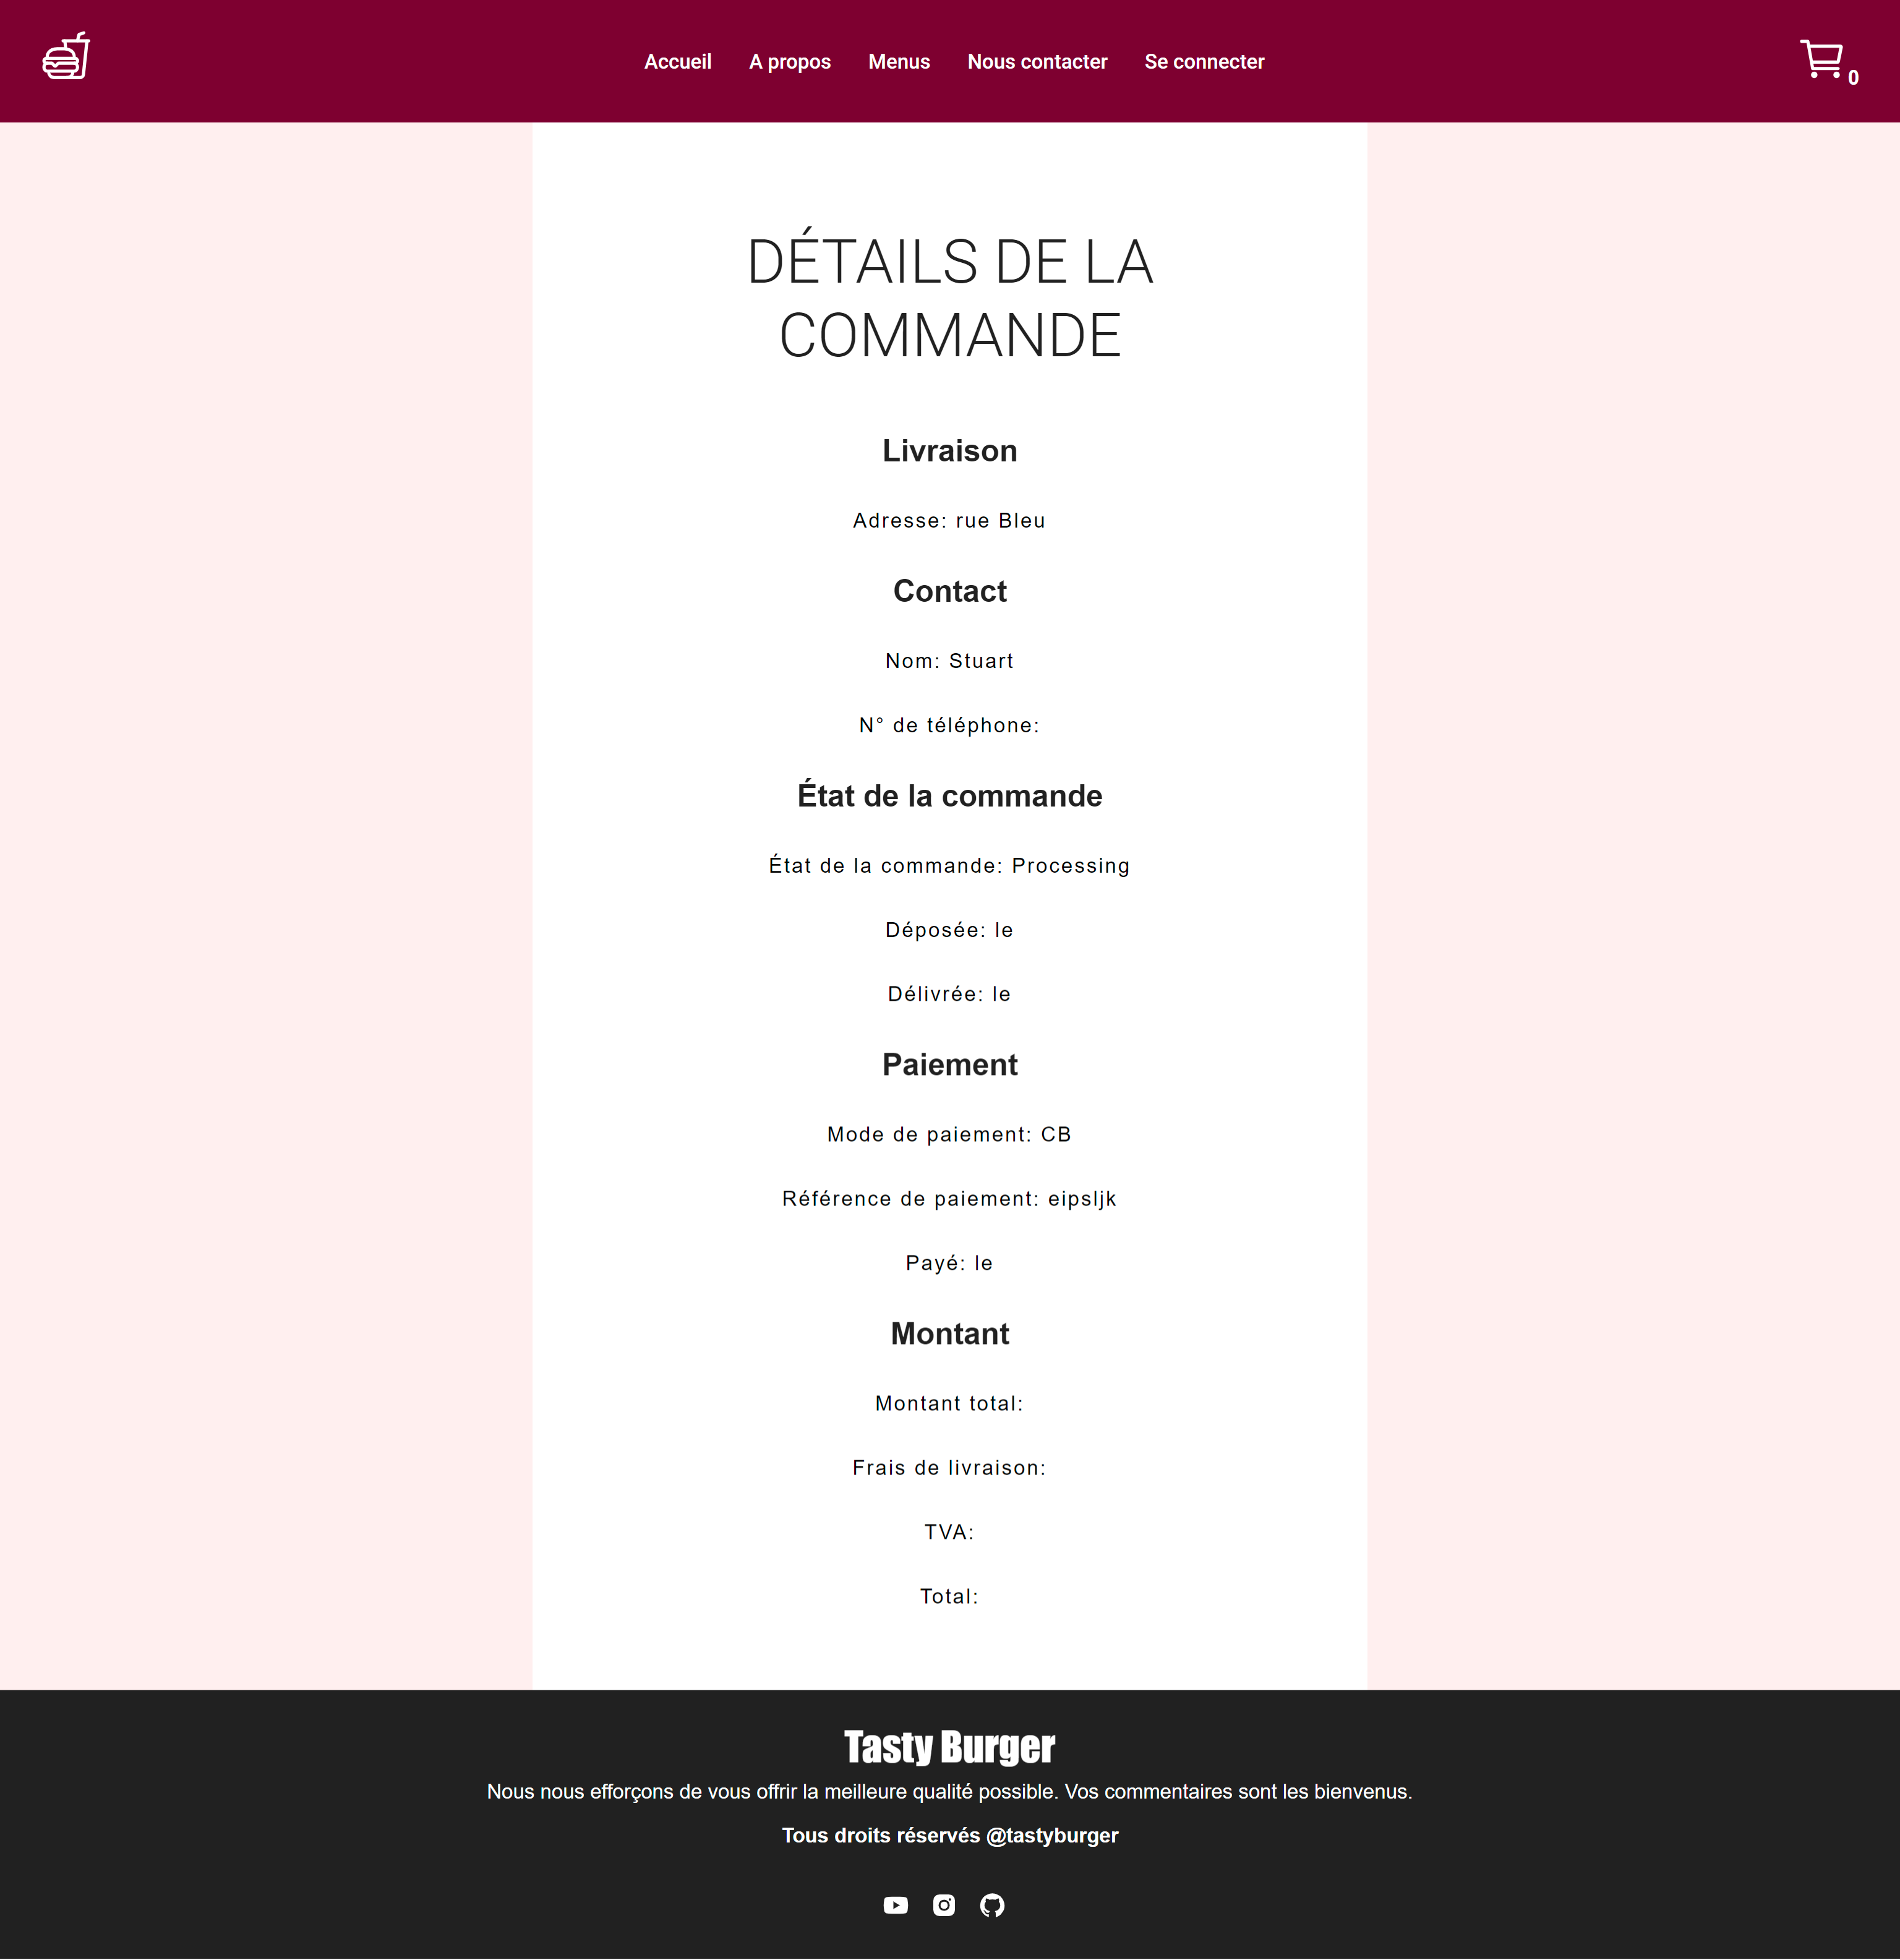 Accueil A propos Menus Nous contacter Se connecter
0
DÉTAILS DE LA
COMMANDE
Livraison
Adresse: rue Bleu
Contact
Nom: Stuart
N° de téléphone:
État de la commande
État de la commande: Processing
Déposée: le
Délivrée: le
Paiement
Mode de paiement: CB
Référence de paiement: eipsljk
Payé: le
Montant
Montant total:
Frais de livraison:
TVA:
Total:
Tasty Burger
Nous nous efforçons de vous offrir la meilleure qualité possible. Vos commentaires sont les bienvenus.
Tous droits réservés @tastyburger